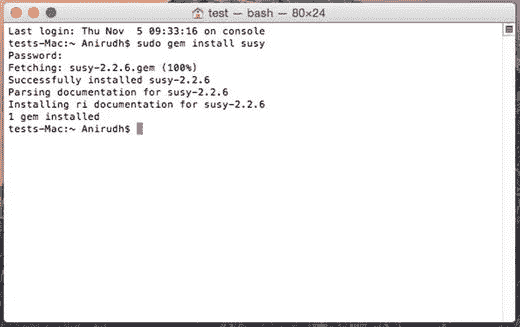 test — bash — 80×24
Last login: Thu Nov  5 09:33:16 on console
tests-Mac:~ Anirudh$ sudo gem install susy
Password:
Fetching: susy-2.2.6.gem (100%)
Successfully installed susy-2.2.6
Parsing documentation for susy-2.2.6
Installing ri documentation for susy-2.2.6
1 gem installed
tests-Mac:~ Anirudh$